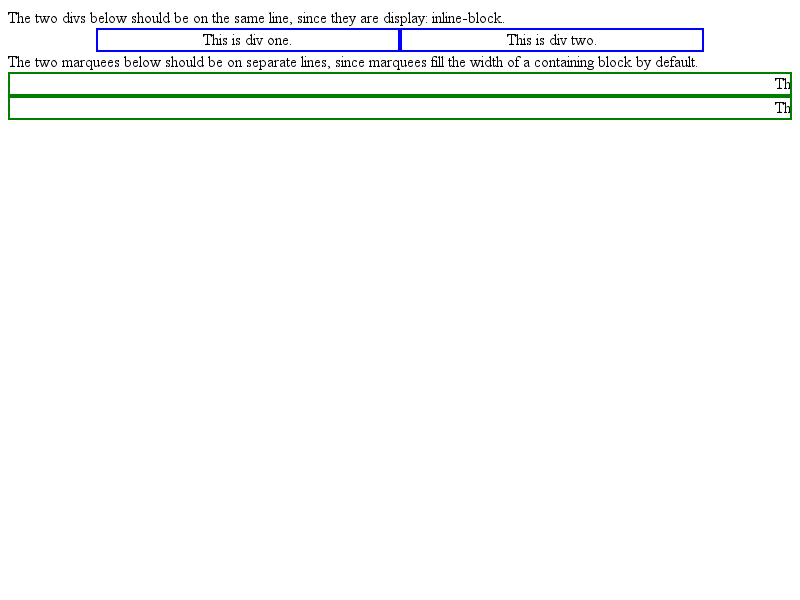 The two divs below should be on the same line, since they are display: inline-block.
This is div one. This is div two.
The two marquees below should be on separate lines, since marquees fill the width of a containing block by default.
Th
Th